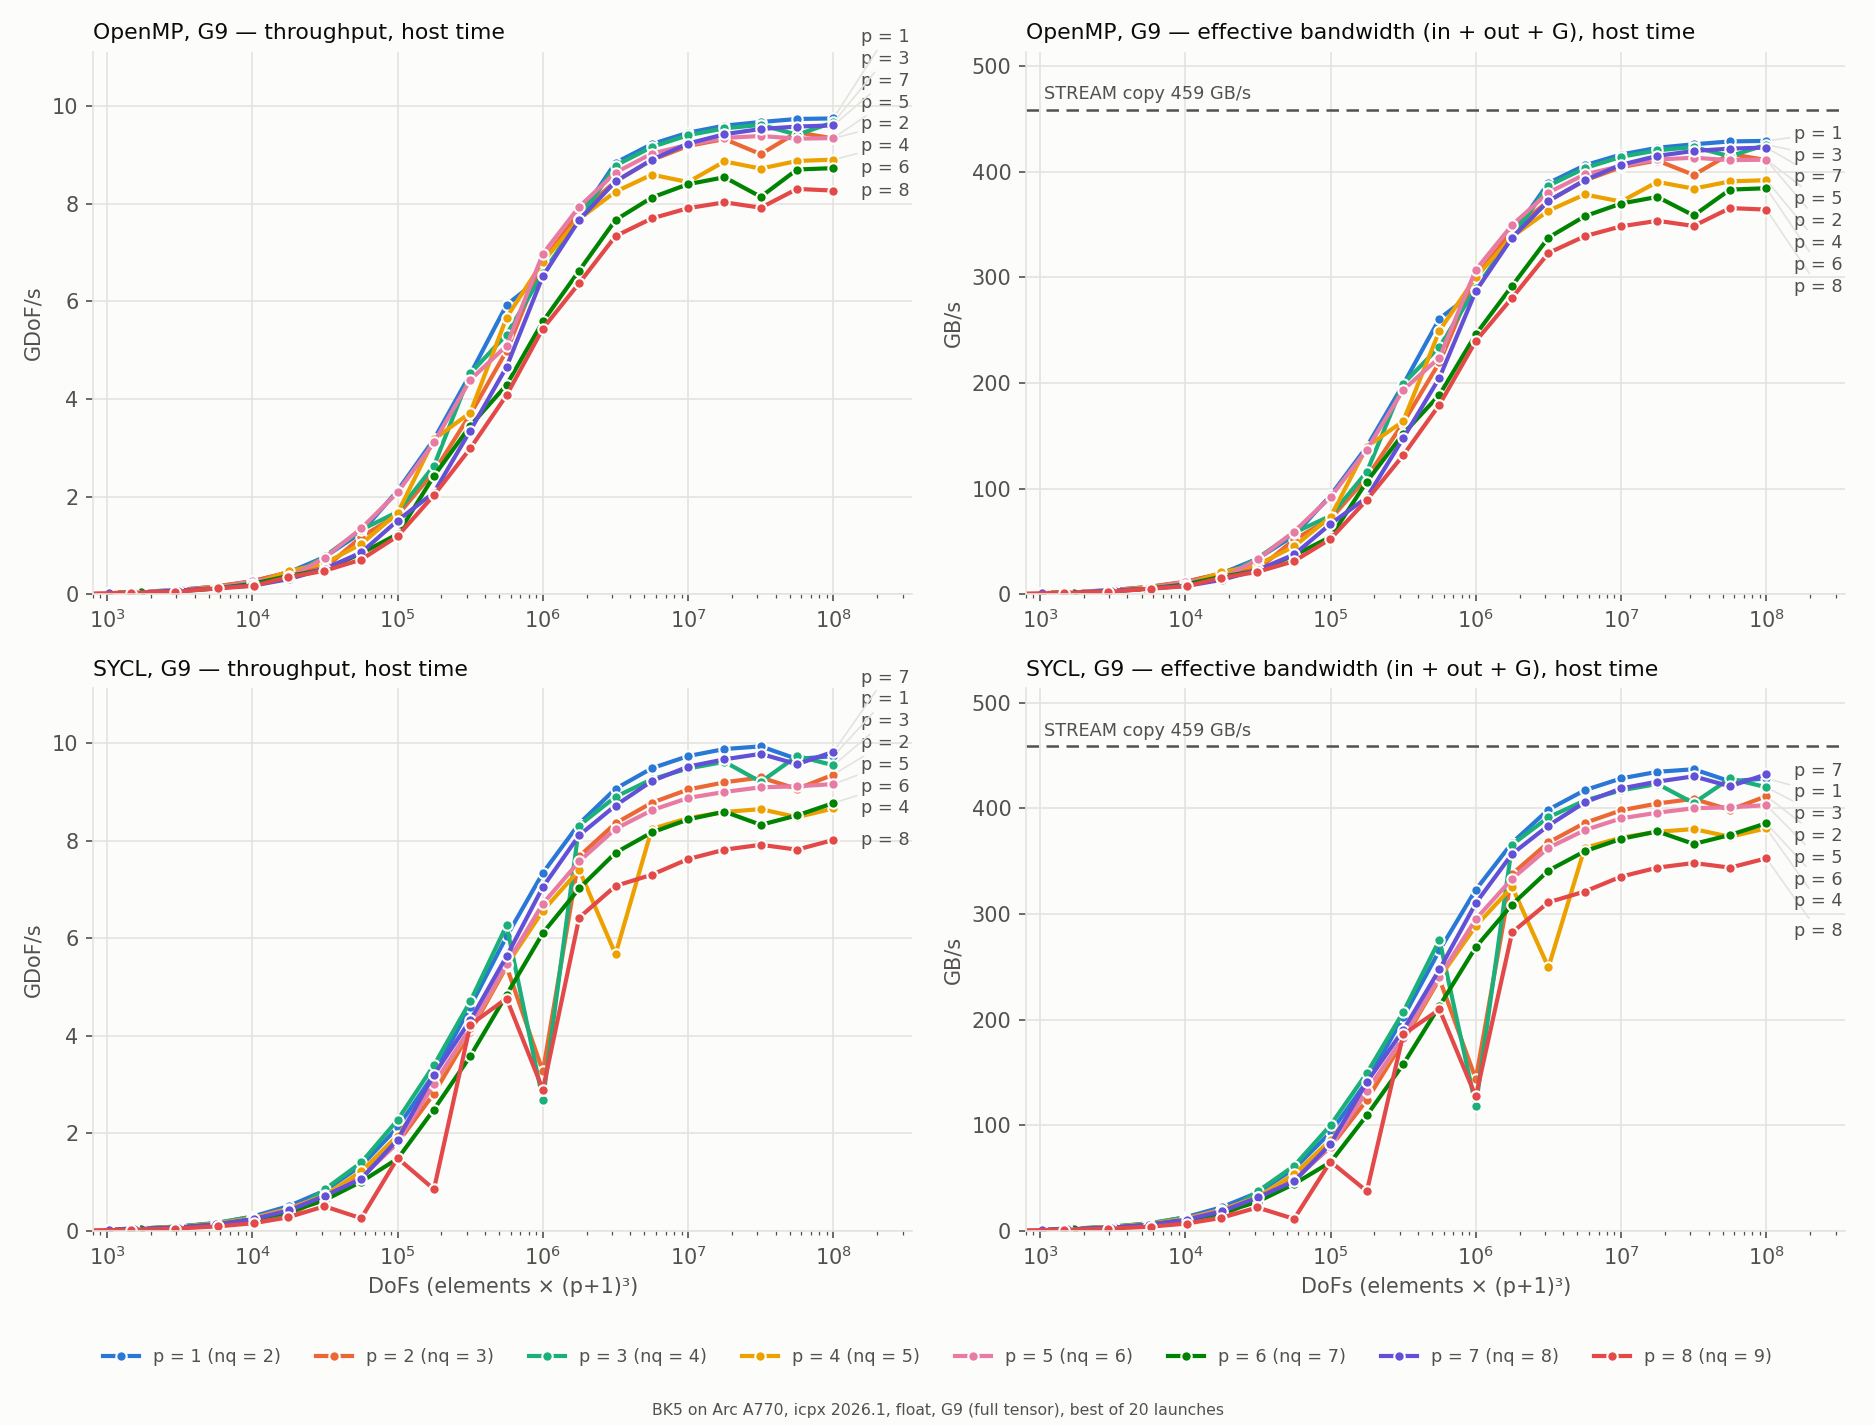 OpenMP, G9 — throughput, host time
p = 1
p = 3
p = 7
p = 5
p = 2
p = 4
p = 6
p = 8
10
8
6
4
2
0
GDoF/s
10³
10⁴
10⁵
10⁶
10⁷
10⁸
OpenMP, G9 — effective bandwidth (in + out + G), host time
500
400
300
200
100
0
GB/s
STREAM copy 459 GB/s
p = 1
p = 3
p = 7
p = 5
p = 2
p = 4
p = 6
p = 8
10³
10⁴
10⁵
10⁶
10⁷
10⁸
SYCL, G9 — throughput, host time
p = 7
p = 1
p = 3
p = 2
p = 5
p = 6
p = 4
p = 8
10
8
6
4
2
0
GDoF/s
10³
10⁴
10⁵
10⁶
10⁷
10⁸
DoFs (elements × (p+1)³)
SYCL, G9 — effective bandwidth (in + out + G), host time
500
400
300
200
100
0
GB/s
STREAM copy 459 GB/s
p = 7
p = 1
p = 3
p = 2
p = 5
p = 6
p = 4
p = 8
10³
10⁴
10⁵
10⁶
10⁷
10⁸
DoFs (elements × (p+1)³)
p = 1 (nq = 2)
p = 2 (nq = 3)
p = 3 (nq = 4)
p = 4 (nq = 5)
p = 5 (nq = 6)
p = 6 (nq = 7)
p = 7 (nq = 8)
p = 8 (nq = 9)
BK5 on Arc A770, icpx 2026.1, float, G9 (full tensor), best of 20 launches